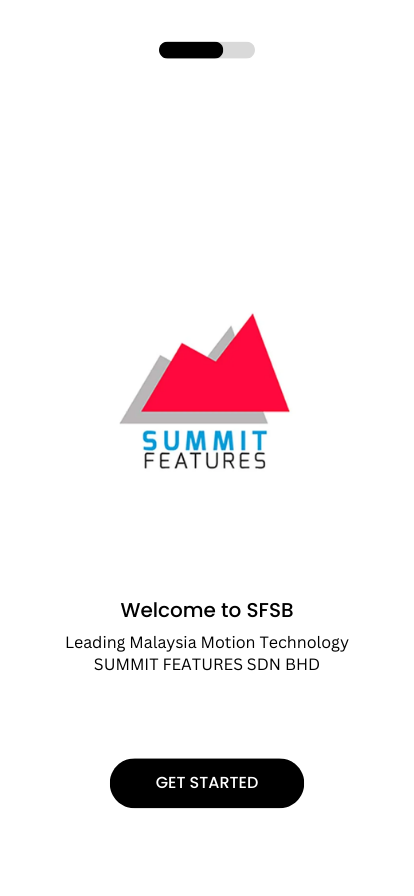 SUMMIT
FEATURES
Welcome to SFSB
Leading Malaysia Motion Technology
SUMMIT FEATURES SDN BHD
GET STARTED